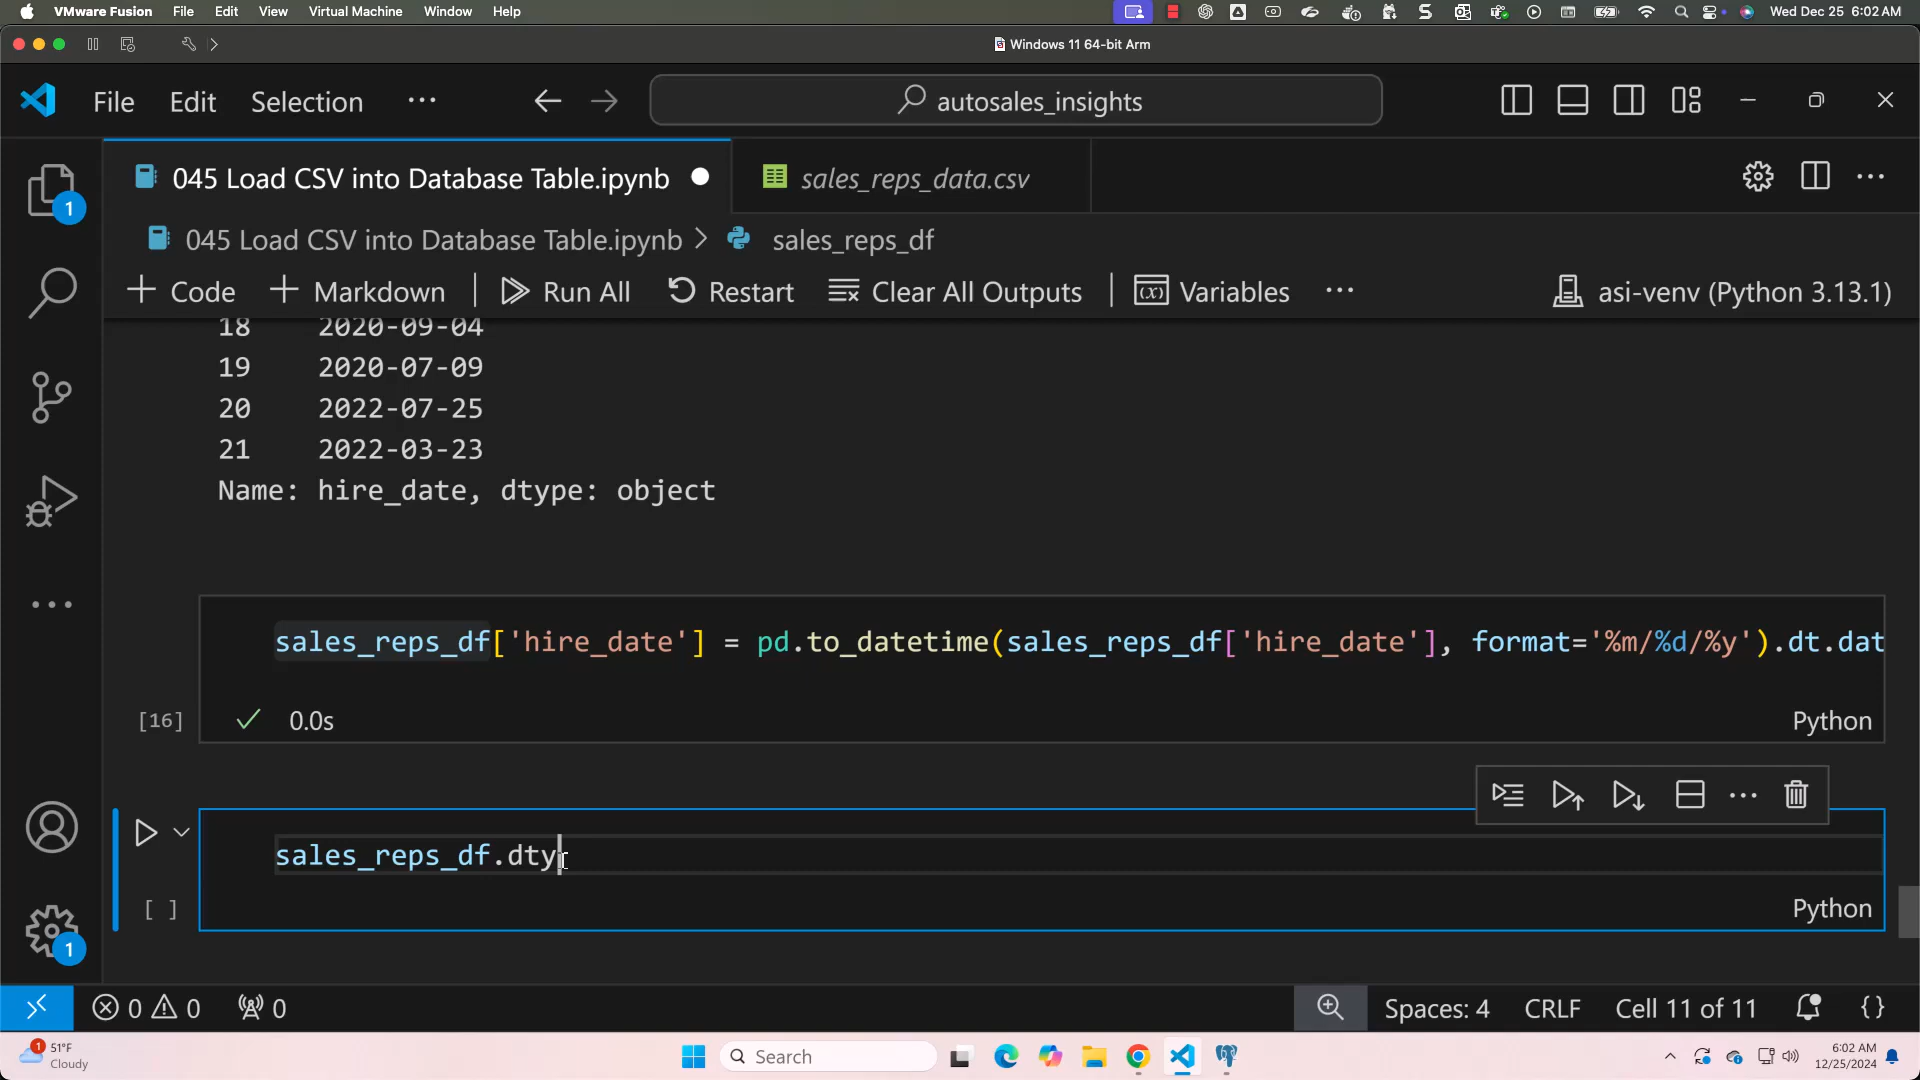 VMware Fusion File Edit View Virtual Machine Window Help Wed Dec 25 6:02 AM
Windows 11 64-bit Arm
File Edit Selection ··· autosales_insights
045 Load CSV into Database Table.ipynb sales_reps_data.csv
045 Load CSV into Database Table.ipynb > sales_reps_df
+ Code + Markdown Run All Restart Clear All Outputs Variables ··· asi-venv (Python 3.13.1)
18 2020-09-04
19 2020-07-09
20 2022-07-25
21 2022-03-23
Name: hire_date, dtype: object
sales_reps_df['hire_date'] = pd.to_datetime(sales_reps_df['hire_date'], format='%m/%d/%y').dt.dat
[16] 0.0s Python
sales_reps_df.dty
[ ] Python
1
1
0 0 0 Spaces: 4 CRLF Cell 11 of 11 {}
1 51°F
Cloudy
Search
6:02 AM
12/25/2024